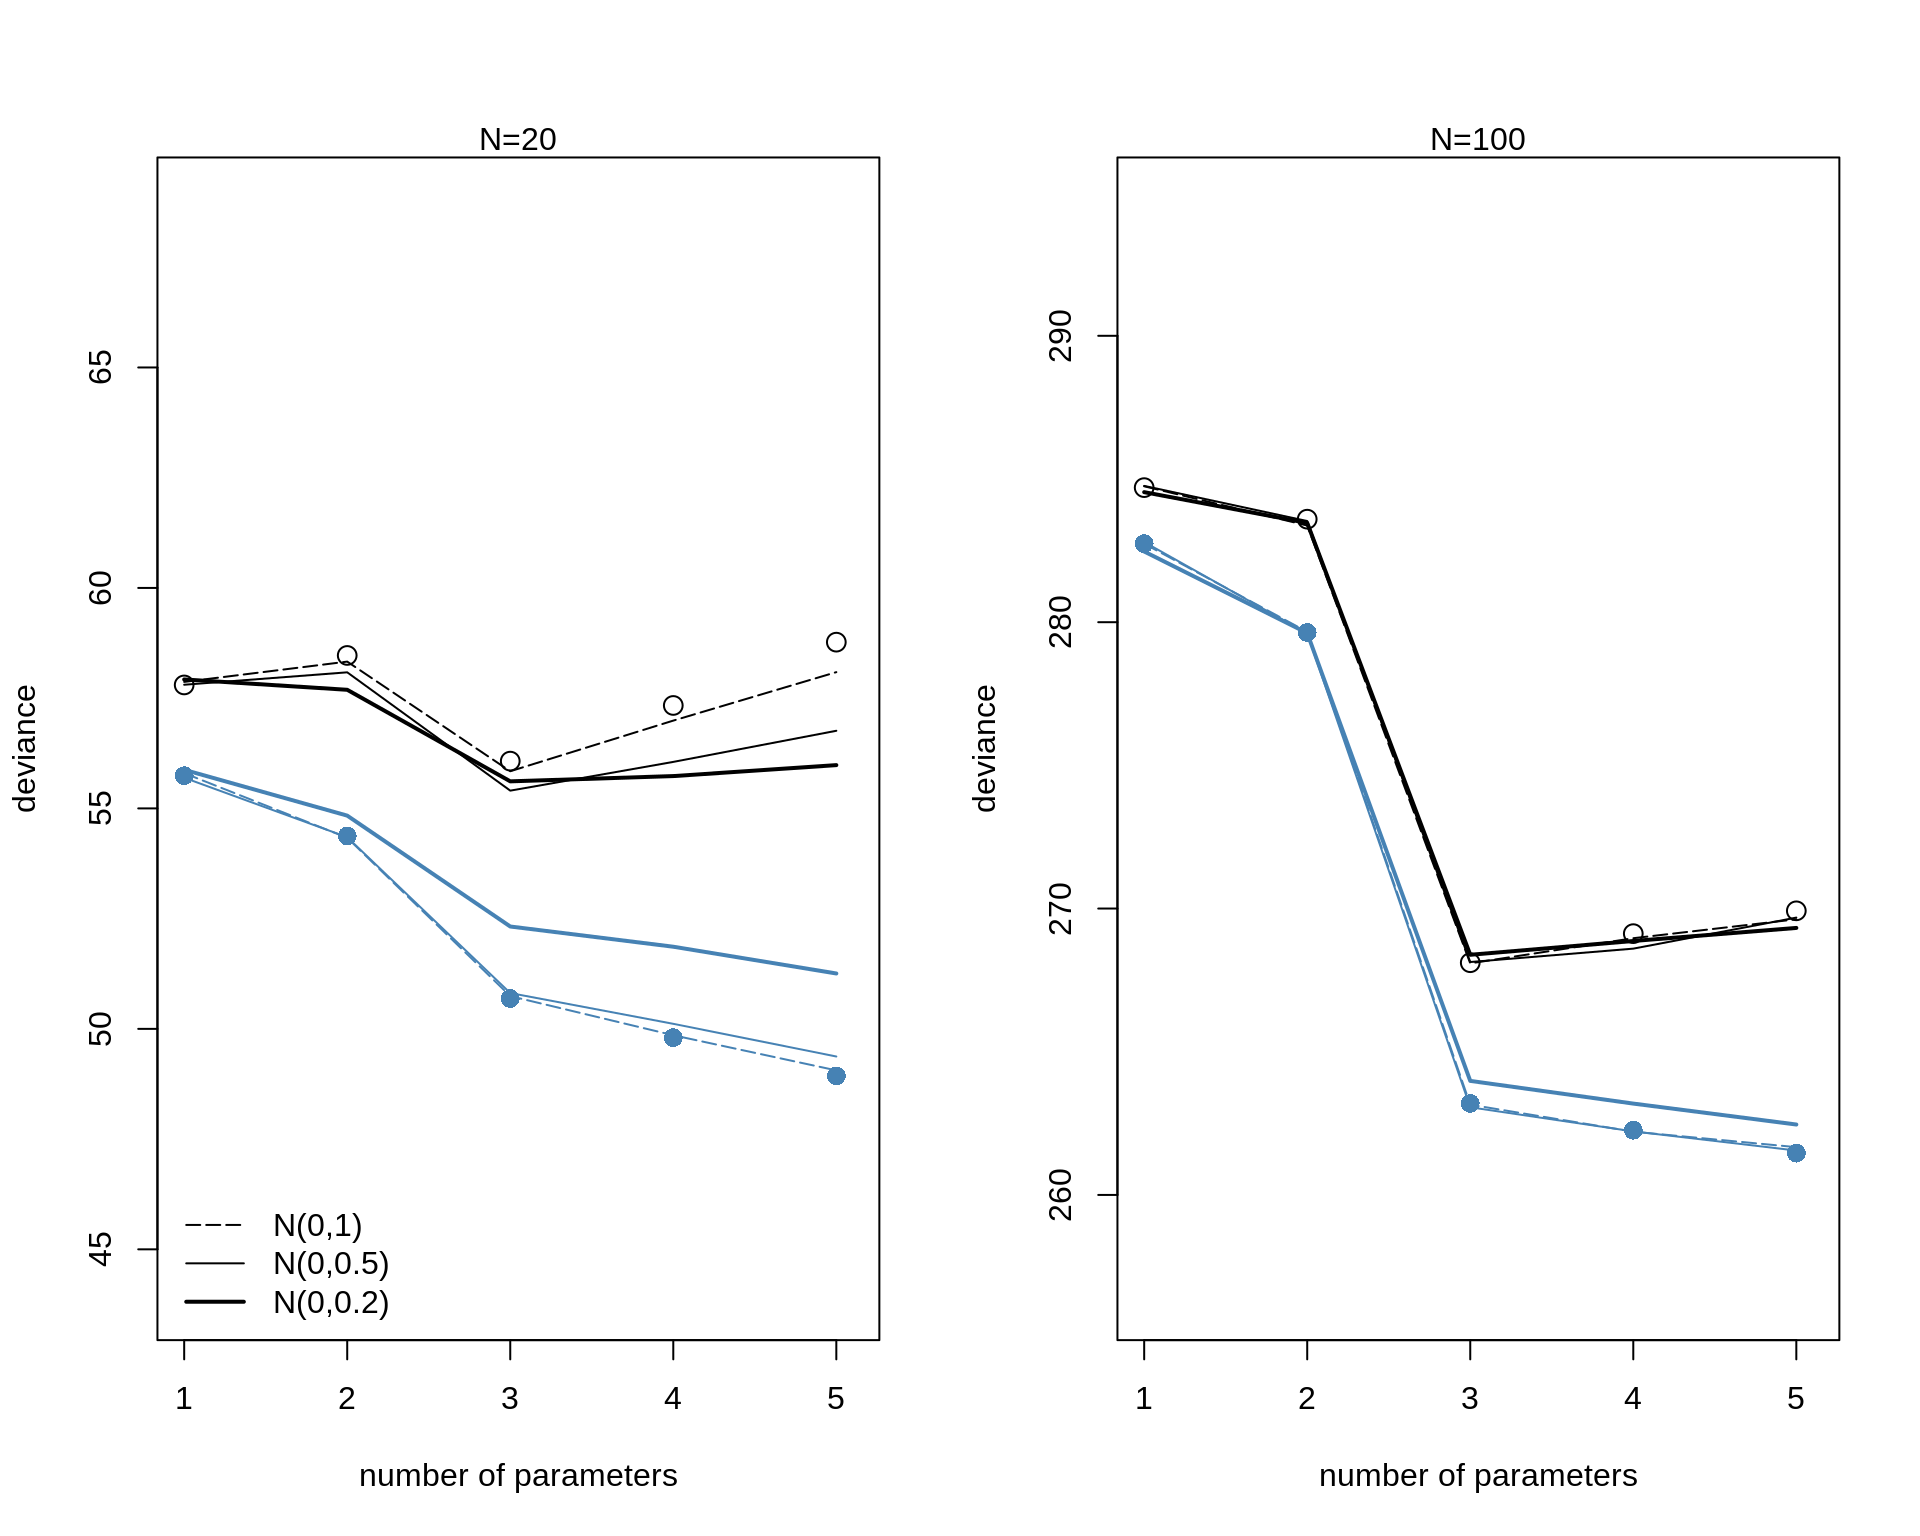 N=20
deviance
65
60
55
50
45
N(0,1)
N(0,0.5)
N(0,0.2)
1 2 3 4 5
number of parameters
N=100
deviance
290
280
270
260
1 2 3 4 5
number of parameters